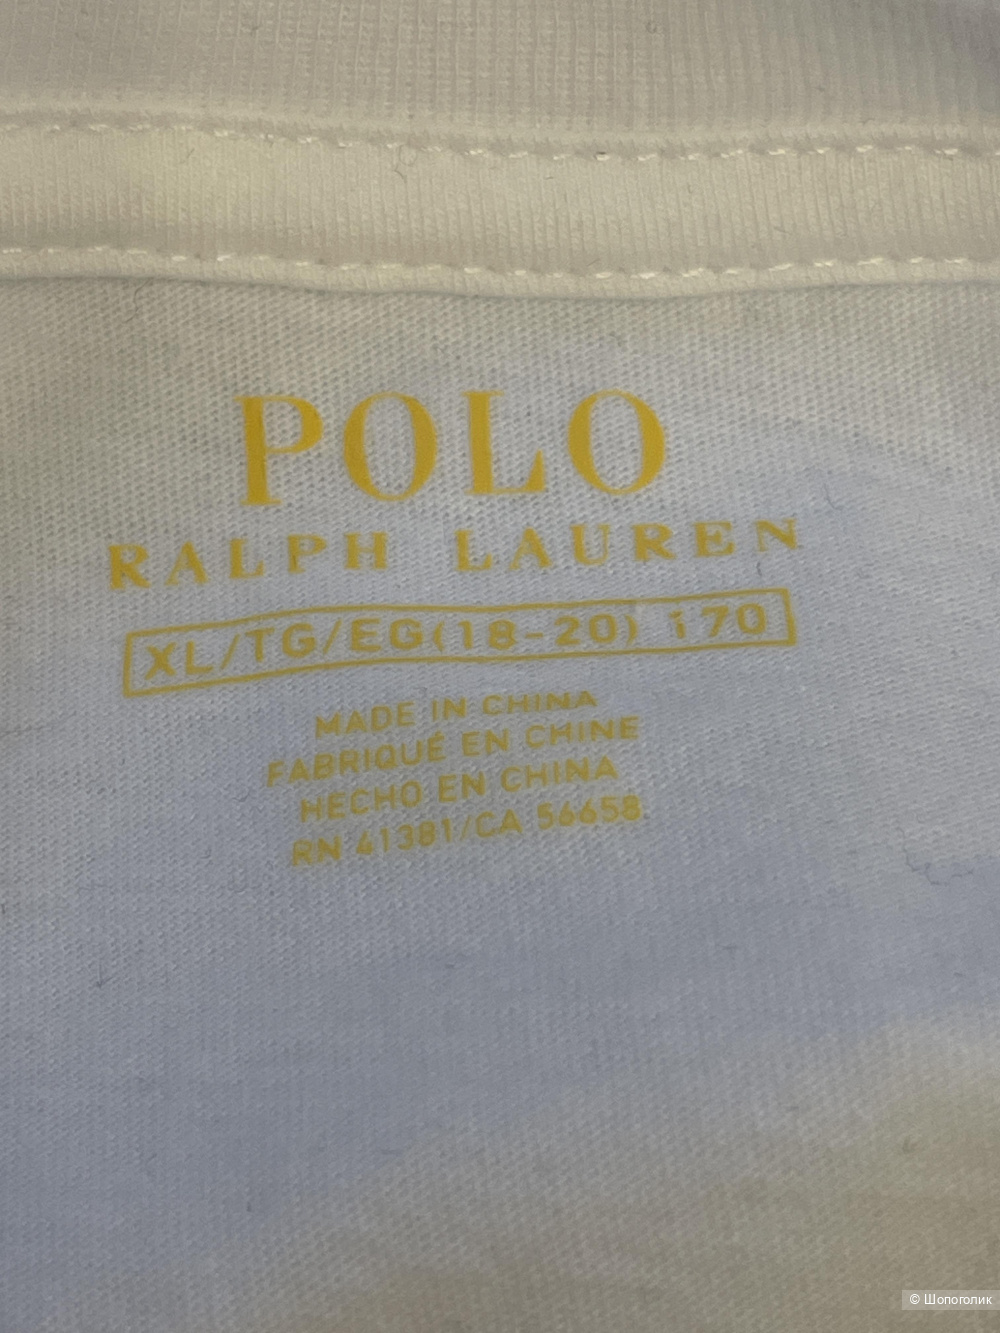 POLO
RALPH LAUREN
XL/TG/EG(18-20) 170
MADE IN CHINA
FABRIQUÉ EN CHINE
HECHO EN CHINA
RN 41381/CA 56658
© Шопоголик